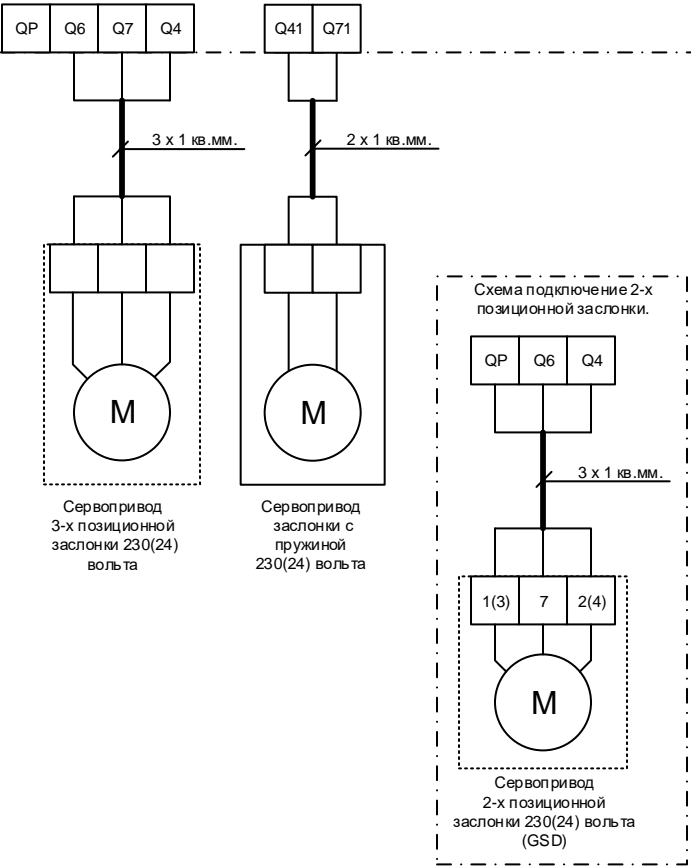 QP Q6 Q7 Q4
Q41 Q71
3 x 1 кв.мм.
2 x 1 кв.мм.
M
M
Сервопривод
3-х позиционной
заслонки 230(24)
вольта
Сервопривод
заслонки с
пружиной
230(24) вольта
Схема подключение 2-х
позиционной заслонки.
QP Q6 Q4
3 x 1 кв.мм.
1(3) 7 2(4)
M
Сервопривод
2-х позиционной
заслонки 230(24) вольта
(GSD)